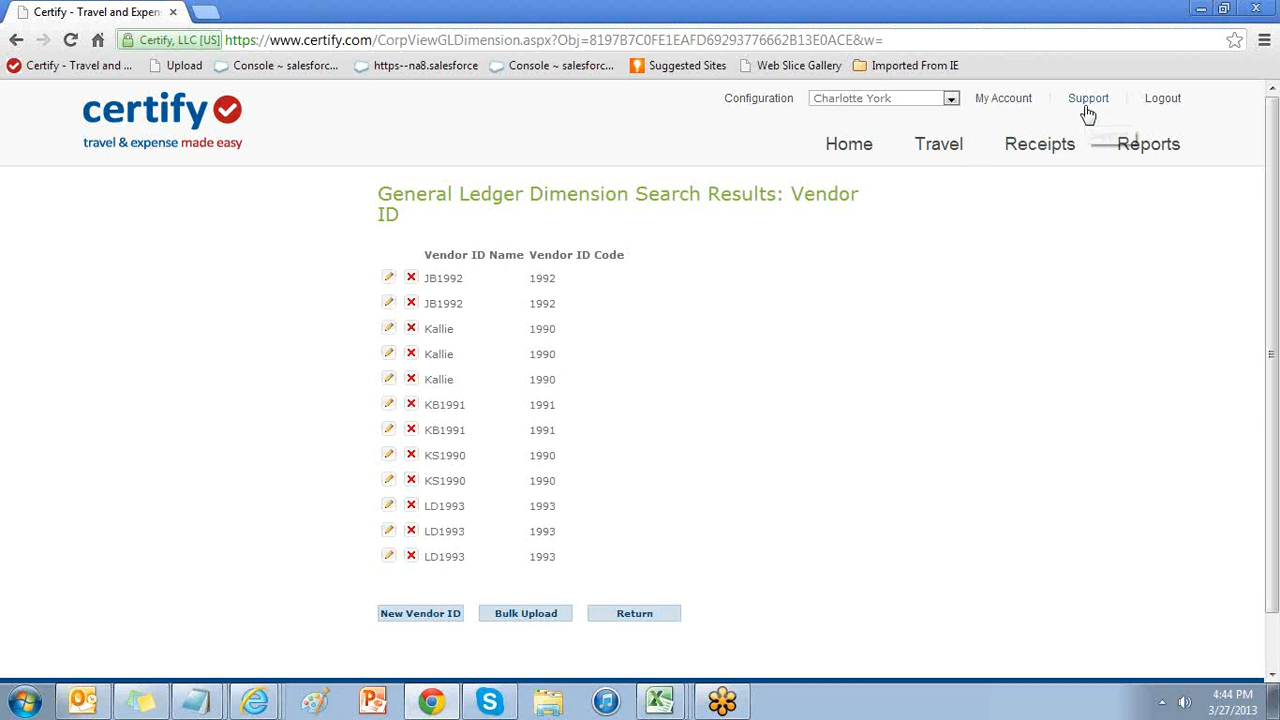 Certify - Travel and Expen
Certify, LLC [US] https://www.certify.com/CorpViewGLDimension.aspx?Obj=8197B7C0FE1EAFD69293776662B13E0ACE&w=
Certify - Travel and ... Upload Console ~ salesforc... https--na8.salesforce Console ~ salesforc... Suggested Sites Web Slice Gallery Imported From IE
certify
travel & expense made easy
Configuration Charlotte York My Account Support Logout
Home Travel Receipts Reports
General Ledger Dimension Search Results: Vendor
ID
Vendor ID Name Vendor ID Code
JB1992 1992
JB1992 1992
Kallie 1990
Kallie 1990
Kallie 1990
KB1991 1991
KB1991 1991
KS1990 1990
KS1990 1990
LD1993 1993
LD1993 1993
LD1993 1993
New Vendor ID Bulk Upload Return
4:44 PM
3/27/2013